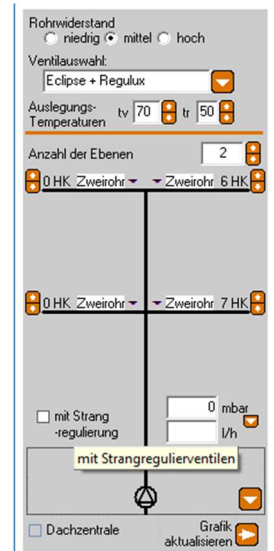 Rohrwiderstand
niedrig mittel hoch
Ventilauswahl:
Eclipse + Regulux
Auslegungs- tv 70 tr 50
Temperaturen
Anzahl der Ebenen 2
0 HK Zweirohr Zweirohr 6 HK
0 HK Zweirohr Zweirohr 7 HK
mit Strang 0 mbar
-regulierung l/h
mit Strangregulierventilen
Dachzentrale Grafik
aktualisieren